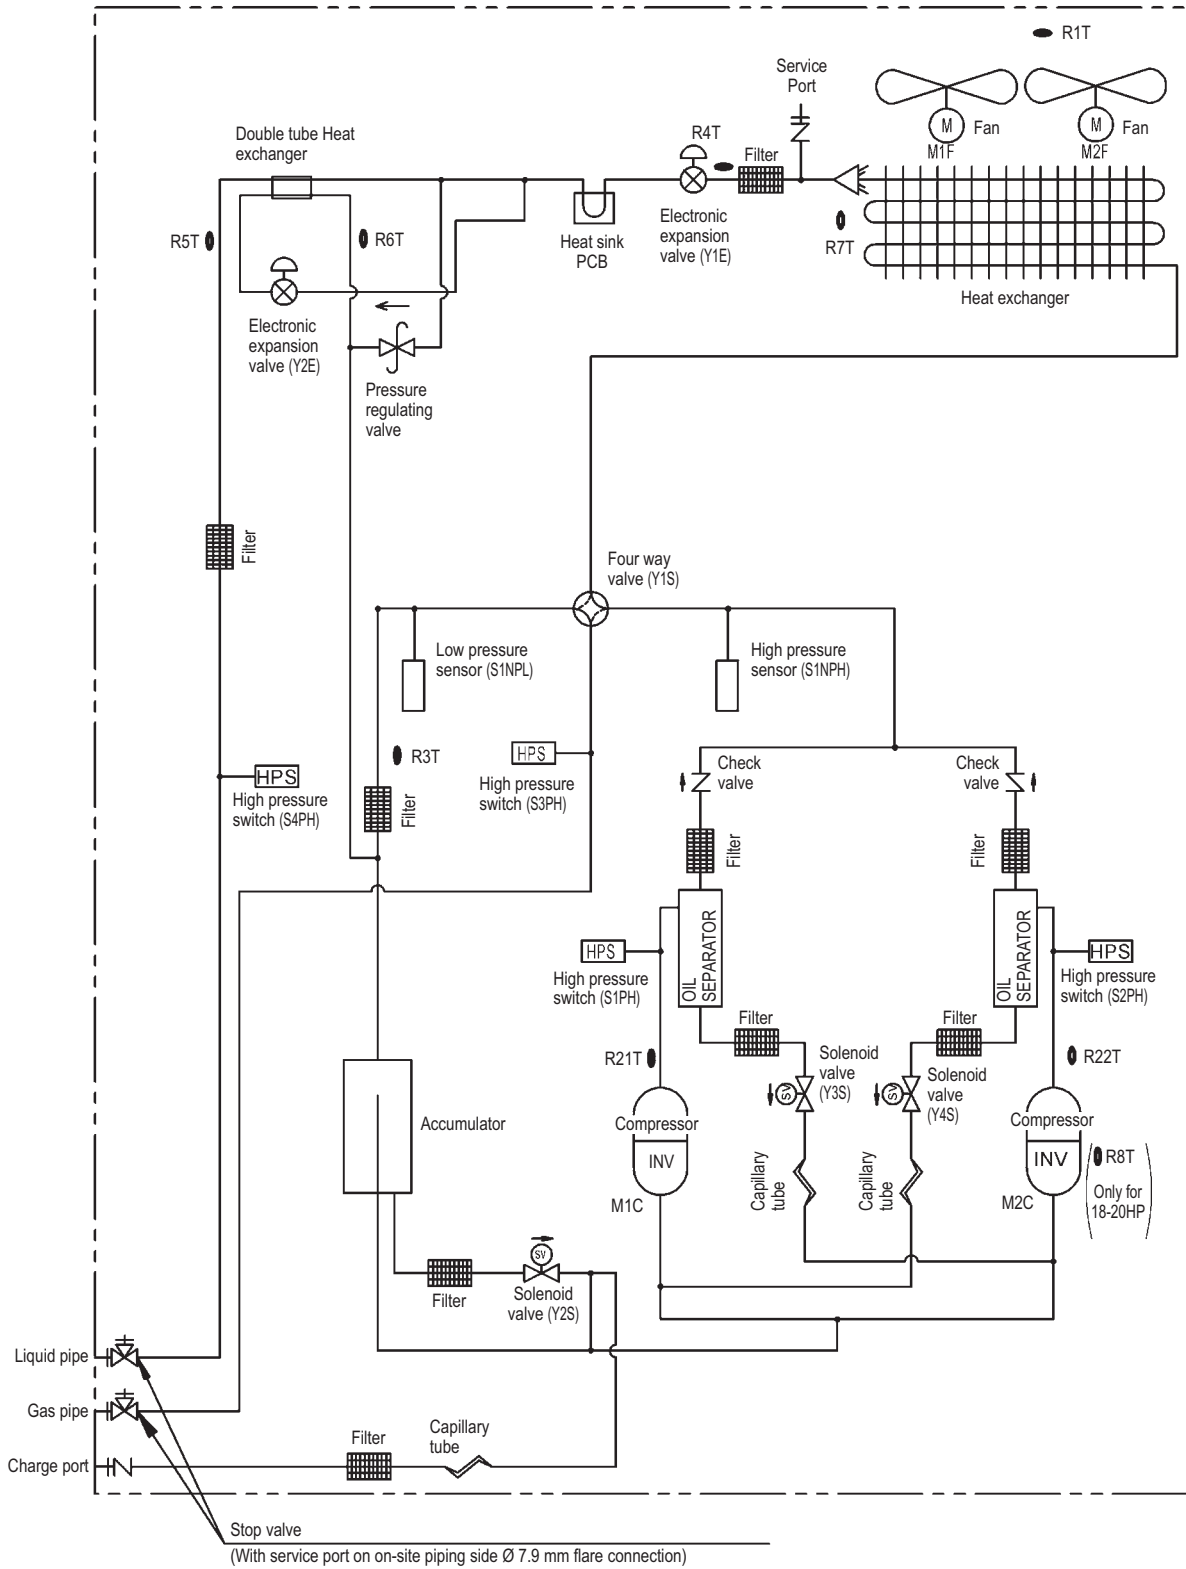 R1T
Service
Port
M
Fan
M1F
M
Fan
M2F
Double tube Heat
exchanger
R4T
Filter
Electronic
expansion
valve (Y1E)
R7T
Heat exchanger
R5T
R6T
Heat sink
PCB
Electronic
expansion
valve (Y2E)
Pressure
regulating
valve
Filter
Four way
valve (Y1S)
Low pressure
sensor (S1NPL)
High pressure
sensor (S1NPH)
R3T
HPS
High pressure
switch (S3PH)
HPS
High pressure
switch (S4PH)
Filter
Check
valve
Check
valve
Filter
Filter
OIL
SEPARATOR
OIL
SEPARATOR
HPS
High pressure
switch (S1PH)
HPS
High pressure
switch (S2PH)
Filter
Filter
R21T
Solenoid
valve
(Y3S)
SV
Solenoid
valve
(Y4S)
SV
R22T
Accumulator
Compressor
INV
M1C
Compressor
INV
M2C
R8T
Only for
18-20HP
Capillary
tube
Capillary
tube
SV
Filter
Solenoid
valve (Y2S)
Liquid pipe
Gas pipe
Charge port
Filter
Capillary
tube
Stop valve
(With service port on on-site piping side Ø 7.9 mm flare connection)